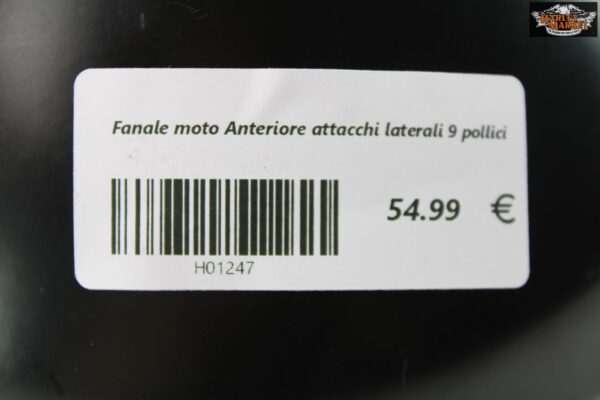 Fanale moto Anteriore attacchi laterali 9 pollici
54.99 €
H01247